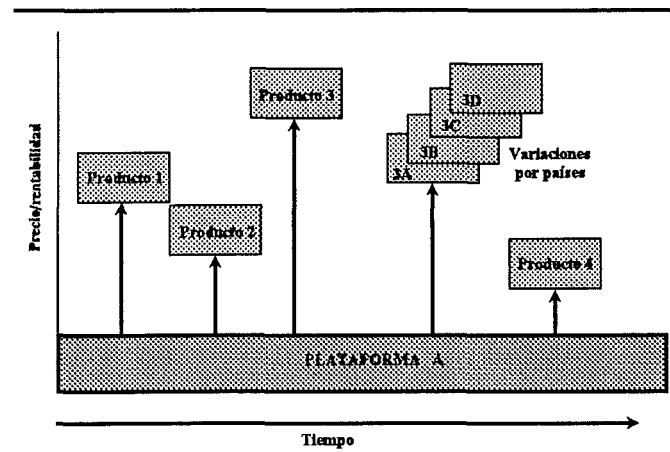 Precio/rentabilidad
Producto 1
Producto 2
Producto 3
3D
3C
3B
3A
Variaciones
por países
Producto 4
PLATAFORMA A
Tiempo